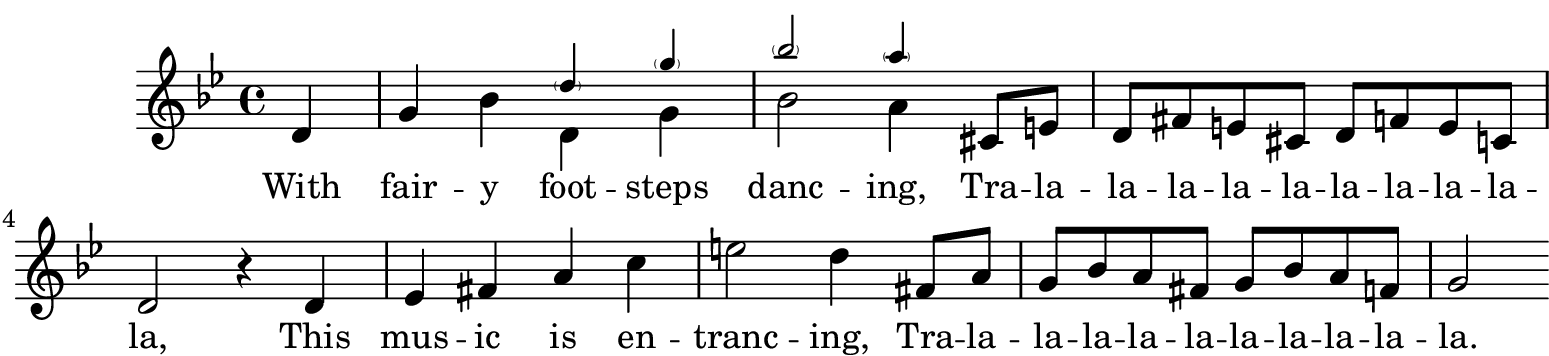 With fair - y foot - steps danc - ing, Tra - la - la - la - la - la - la - la - la - la -
4
la, This mus - ic is en - tranc - ing, Tra - la - la - la - la - la - la - la - la - la - la.